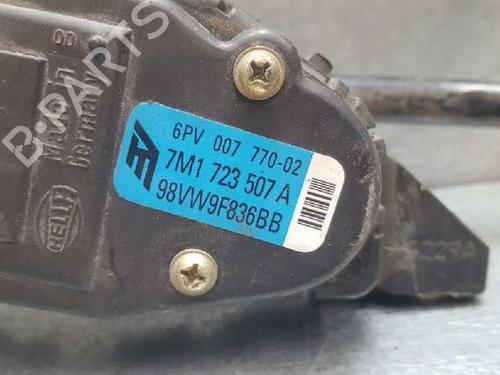 B-PARTS
Made in
Germany
HELLA
6PV 007 770-02
7M1 723 507 A
98VW9F836BB